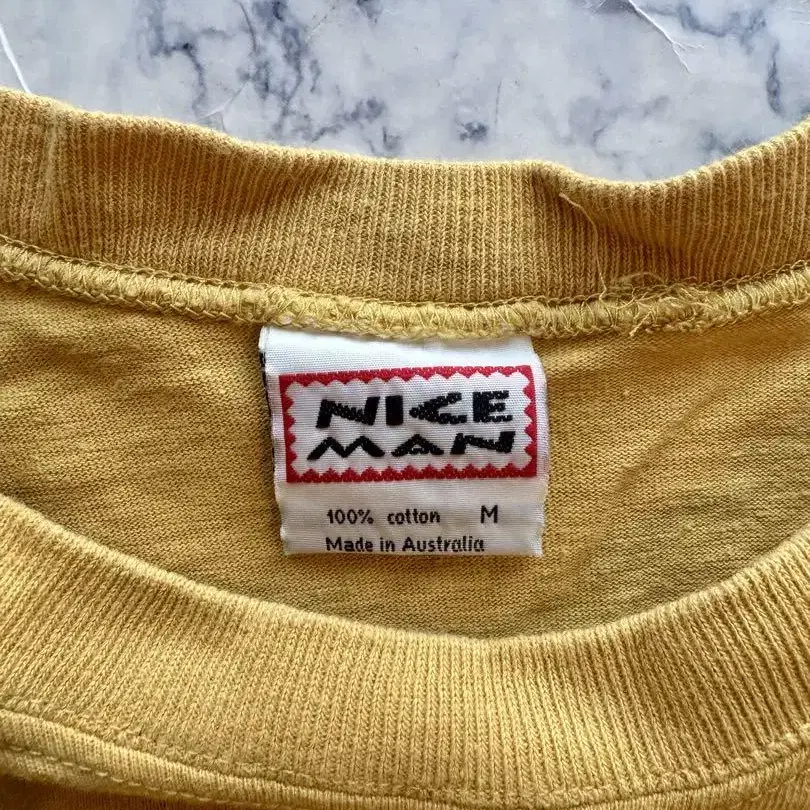 NICE
MAN
100% cotton M
Made in Australia